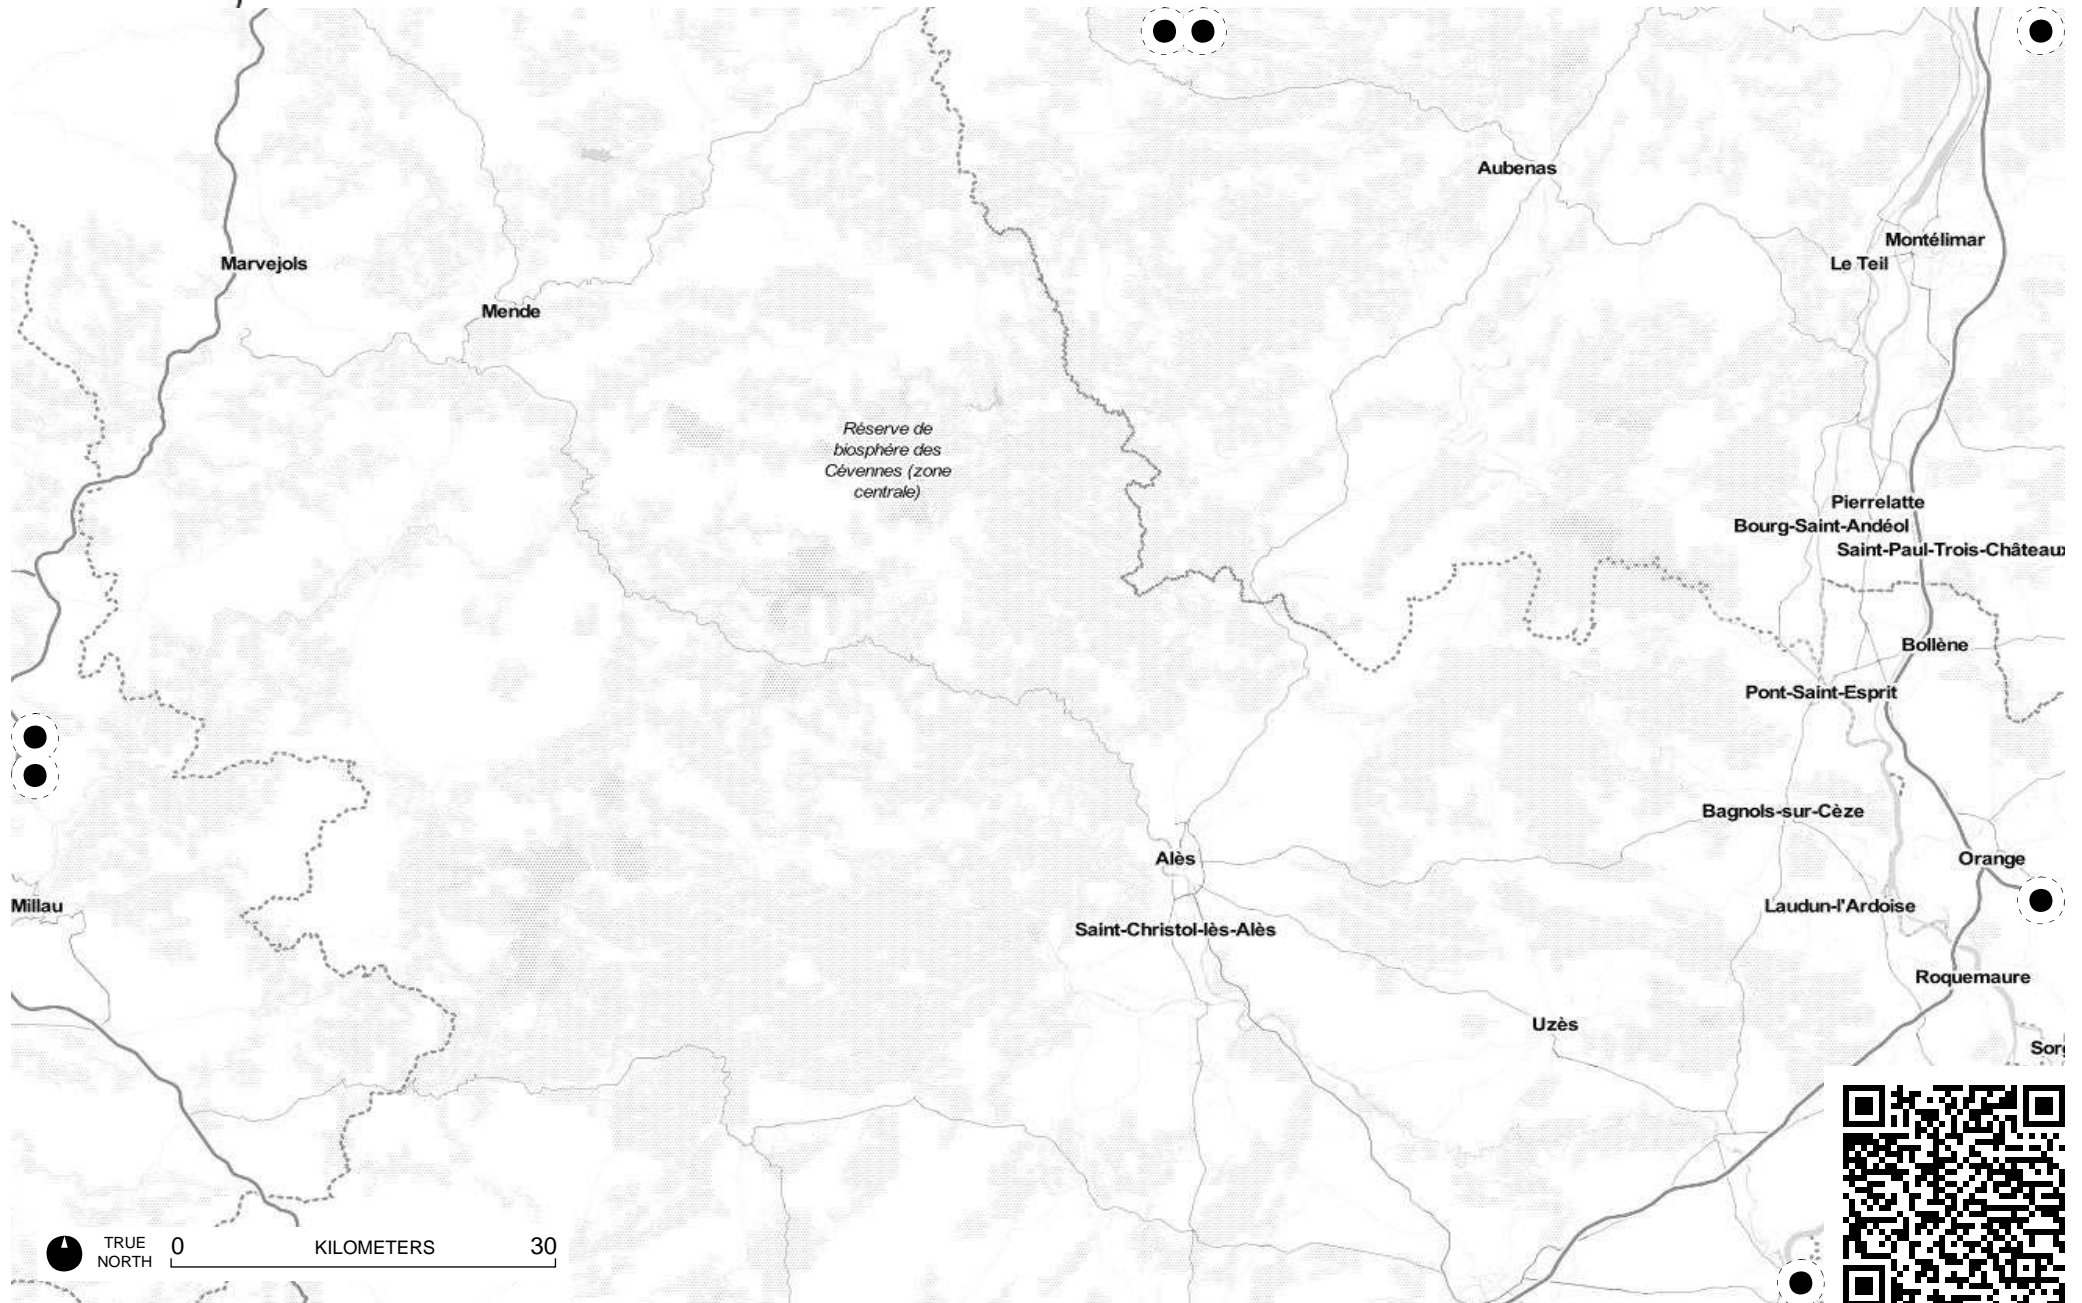 Aubenas
Montélimar
Marvejols
Le Teil
Mende
Réserve de
biosphère des
Cévennes (zone
centrale)
Pierrelatte
Bourg-Saint-Andéol
Saint-Paul-Trois-Châteaux
Bollène
Pont-Saint-Esprit
Bagnols-sur-Cèze
Alès
Orange
Millau
Laudun-l'Ardoise
Saint-Christol-lès-Alès
Roquemaure
Uzès
TRUE
NORTH
0 KILOMETERS 30